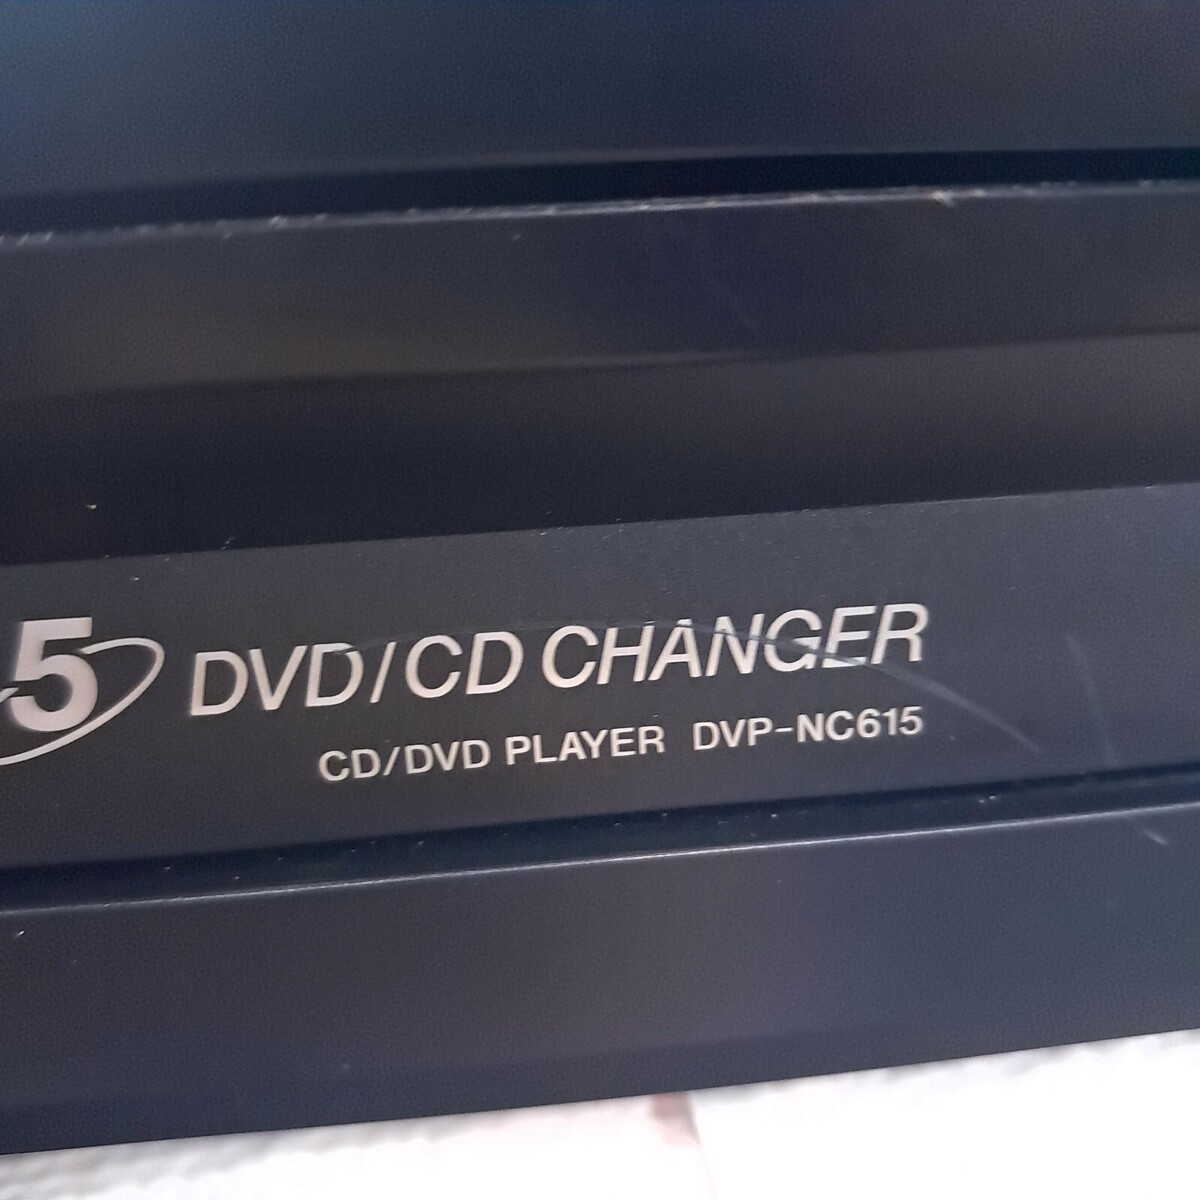 5 DVD/CD CHANGER
CD/DVD PLAYER DVP-NC615